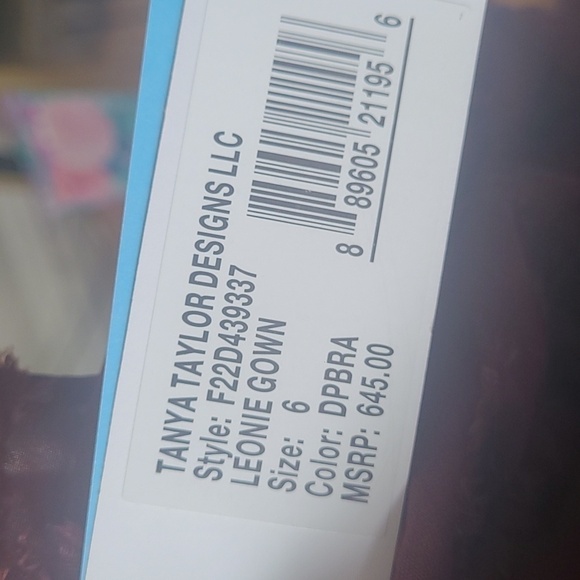 TANYA TAYLOR DESIGNS LLC
Style: F22D439337
LEONIE GOWN
Size: 6
Color: DPBRA
MSRP: 645.00
8 89605 21195 6